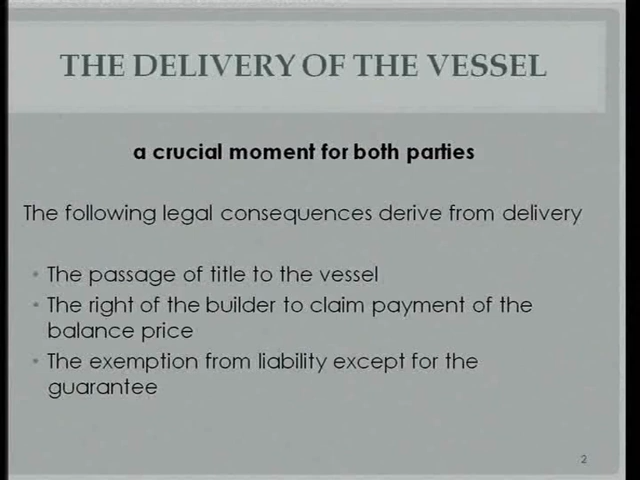 THE DELIVERY OF THE VESSEL
a crucial moment for both parties
The following legal consequences derive from delivery
• The passage of title to the vessel
• The right of the builder to claim payment of the
balance price
• The exemption from liability except for the
guarantee
2